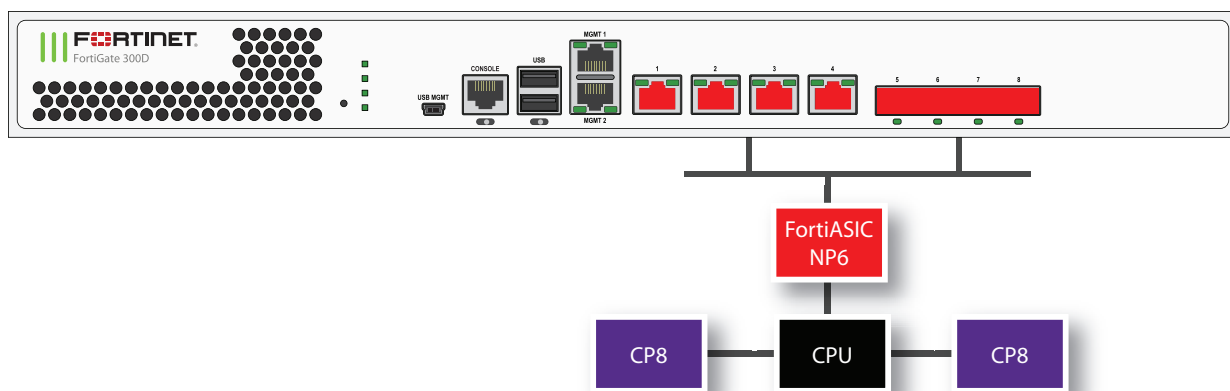 FORTINET
FortiGate 300D
USB MGMT
CONSOLE
USB
MGMT 1
MGMT 2
1
2
3
4
5
6
7
8
FortiASIC
NP6
CP8
CPU
CP8